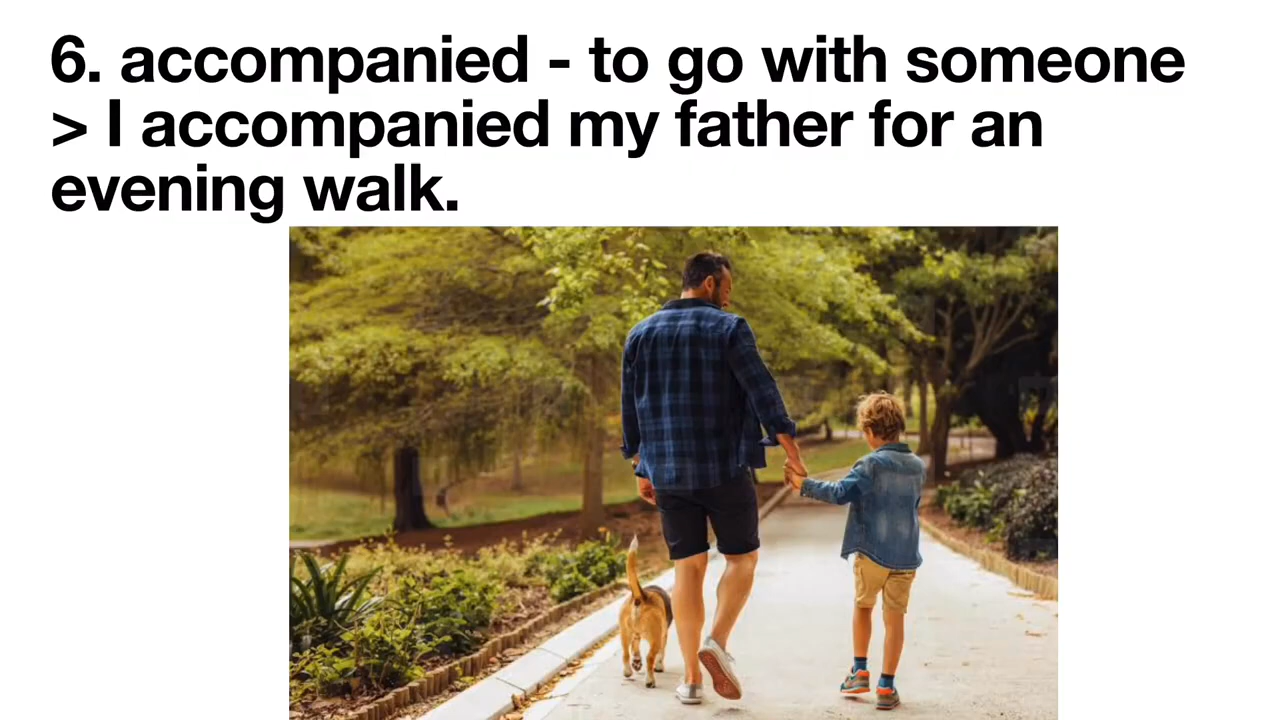 6. accompanied - to go with someone
> I accompanied my father for an
evening walk.